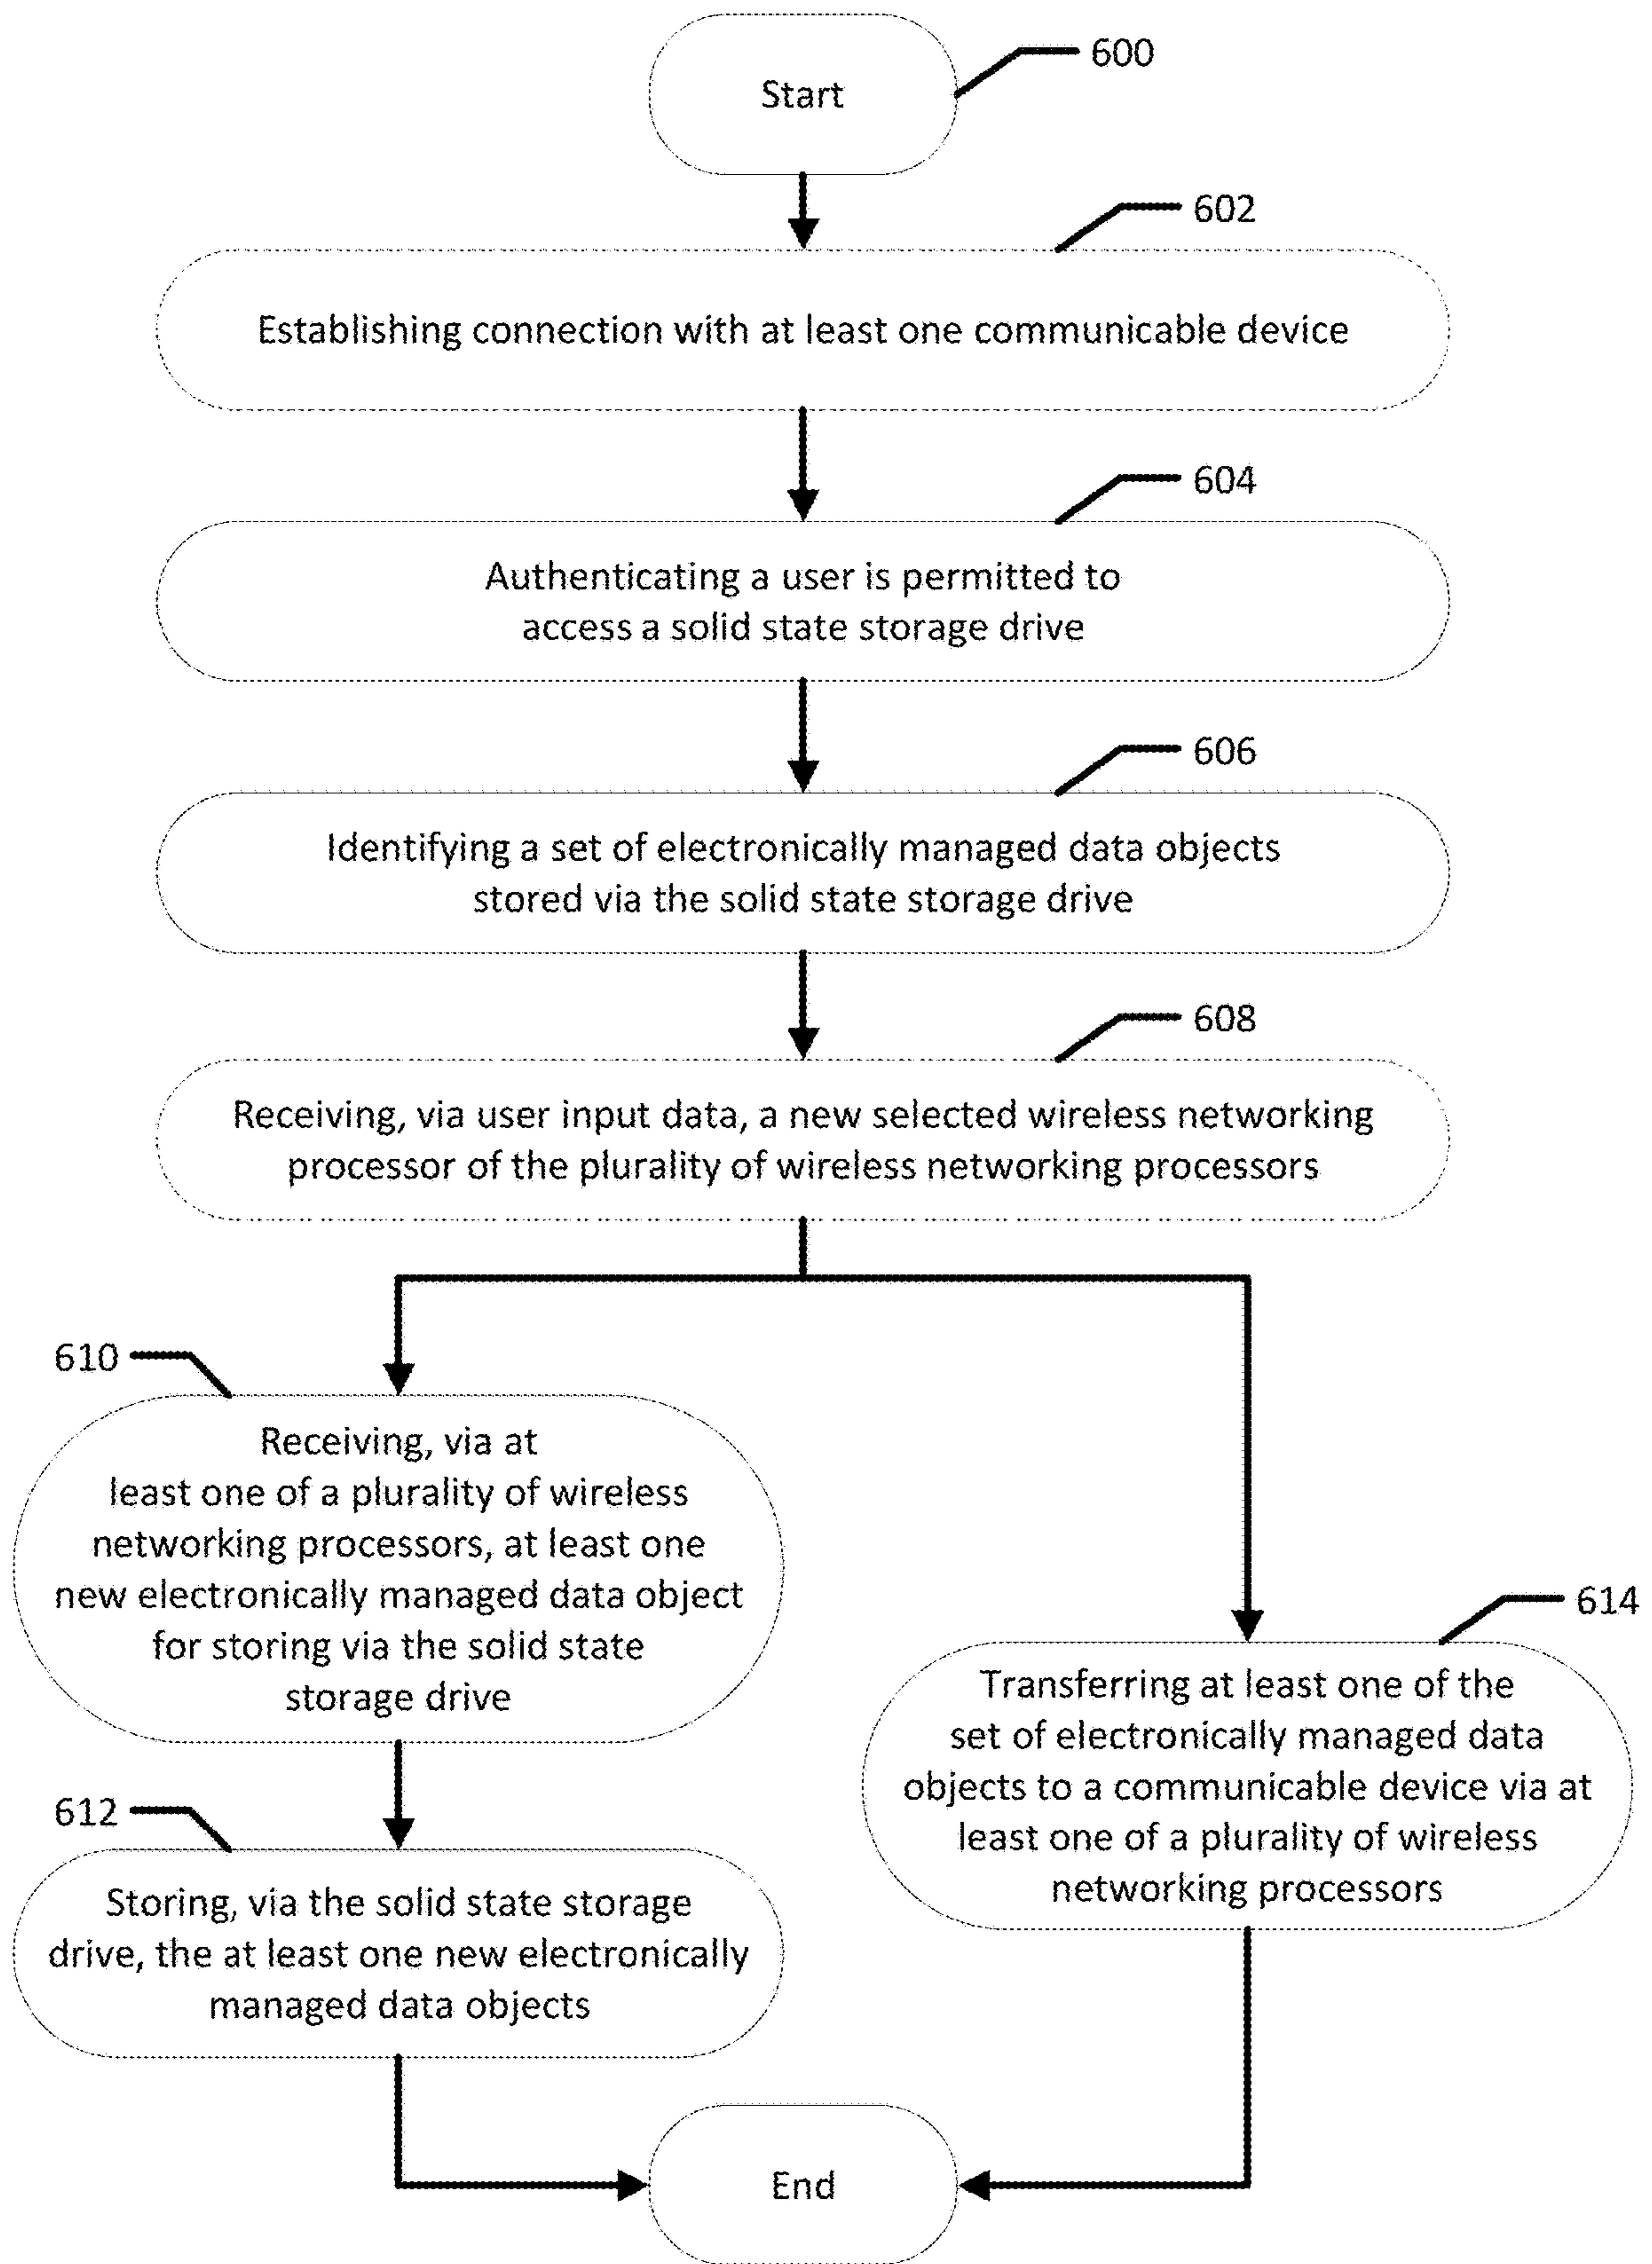 600
Start
602
Establishing connection with at least one communicable device
604
Authenticating a user is permitted to
access a solid state storage drive
606
Identifying a set of electronically managed data objects
stored via the solid state storage drive
608
Receiving, via user input data, a new selected wireless networking
processor of the plurality of wireless networking processors
610
Receiving, via at
least one of a plurality of wireless
networking processors, at least one
new electronically managed data object
for storing via the solid state
storage drive
612
Storing, via the solid state storage
drive, the at least one new electronically
managed data objects
614
Transferring at least one of the
set of electronically managed data
objects to a communicable device via at
least one of a plurality of wireless
networking processors
End